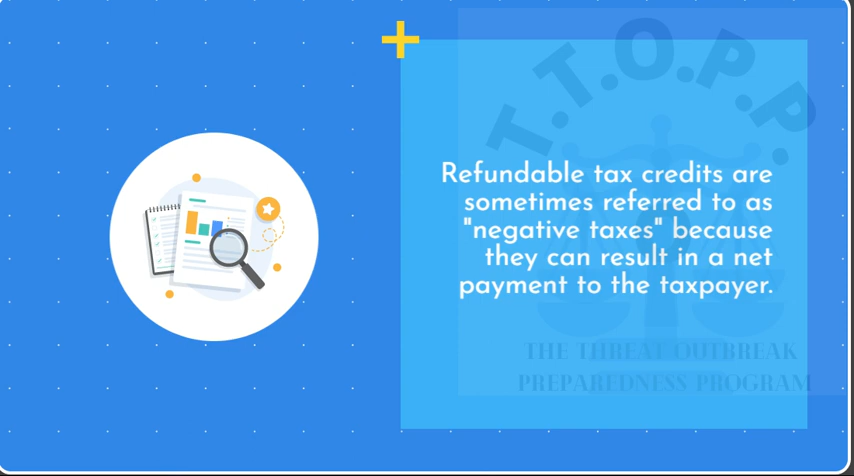 T.T.O.P.P.
Refundable tax credits are
sometimes referred to as
"negative taxes" because
they can result in a net
payment to the taxpayer.
THE THREAT OUTBREAK
PREPAREDNESS PROGRAM